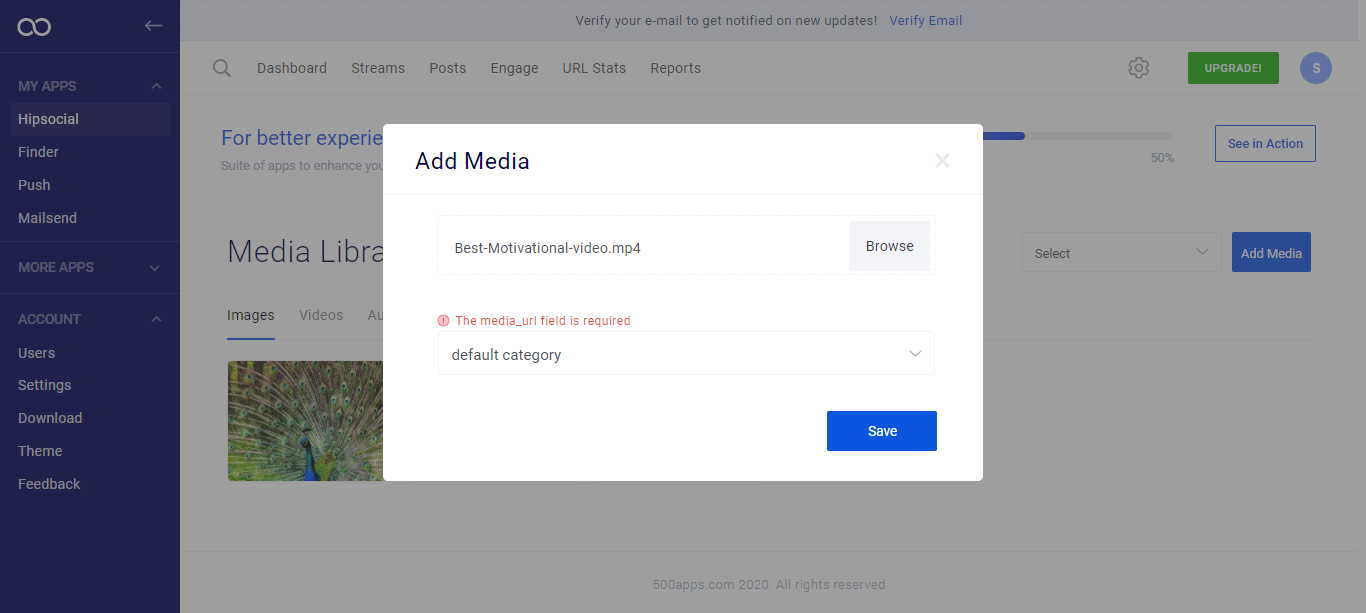 Verify your e-mail to get notified on new updates! Verify Email
Dashboard Streams Posts Engage URL Stats Reports UPGRADE! S
MY APPS
Hipsocial
Finder
Push
Mailsend
MORE APPS
ACCOUNT
Users
Settings
Download
Theme
Feedback
For better experie
Suite of apps to enhance you
50%
See in Action
Media Libra
Select
Add Media
Images Videos Au
Add Media
Best-Motivational-video.mp4 Browse
The media_url field is required
default category
Save
500apps.com 2020. All rights reserved